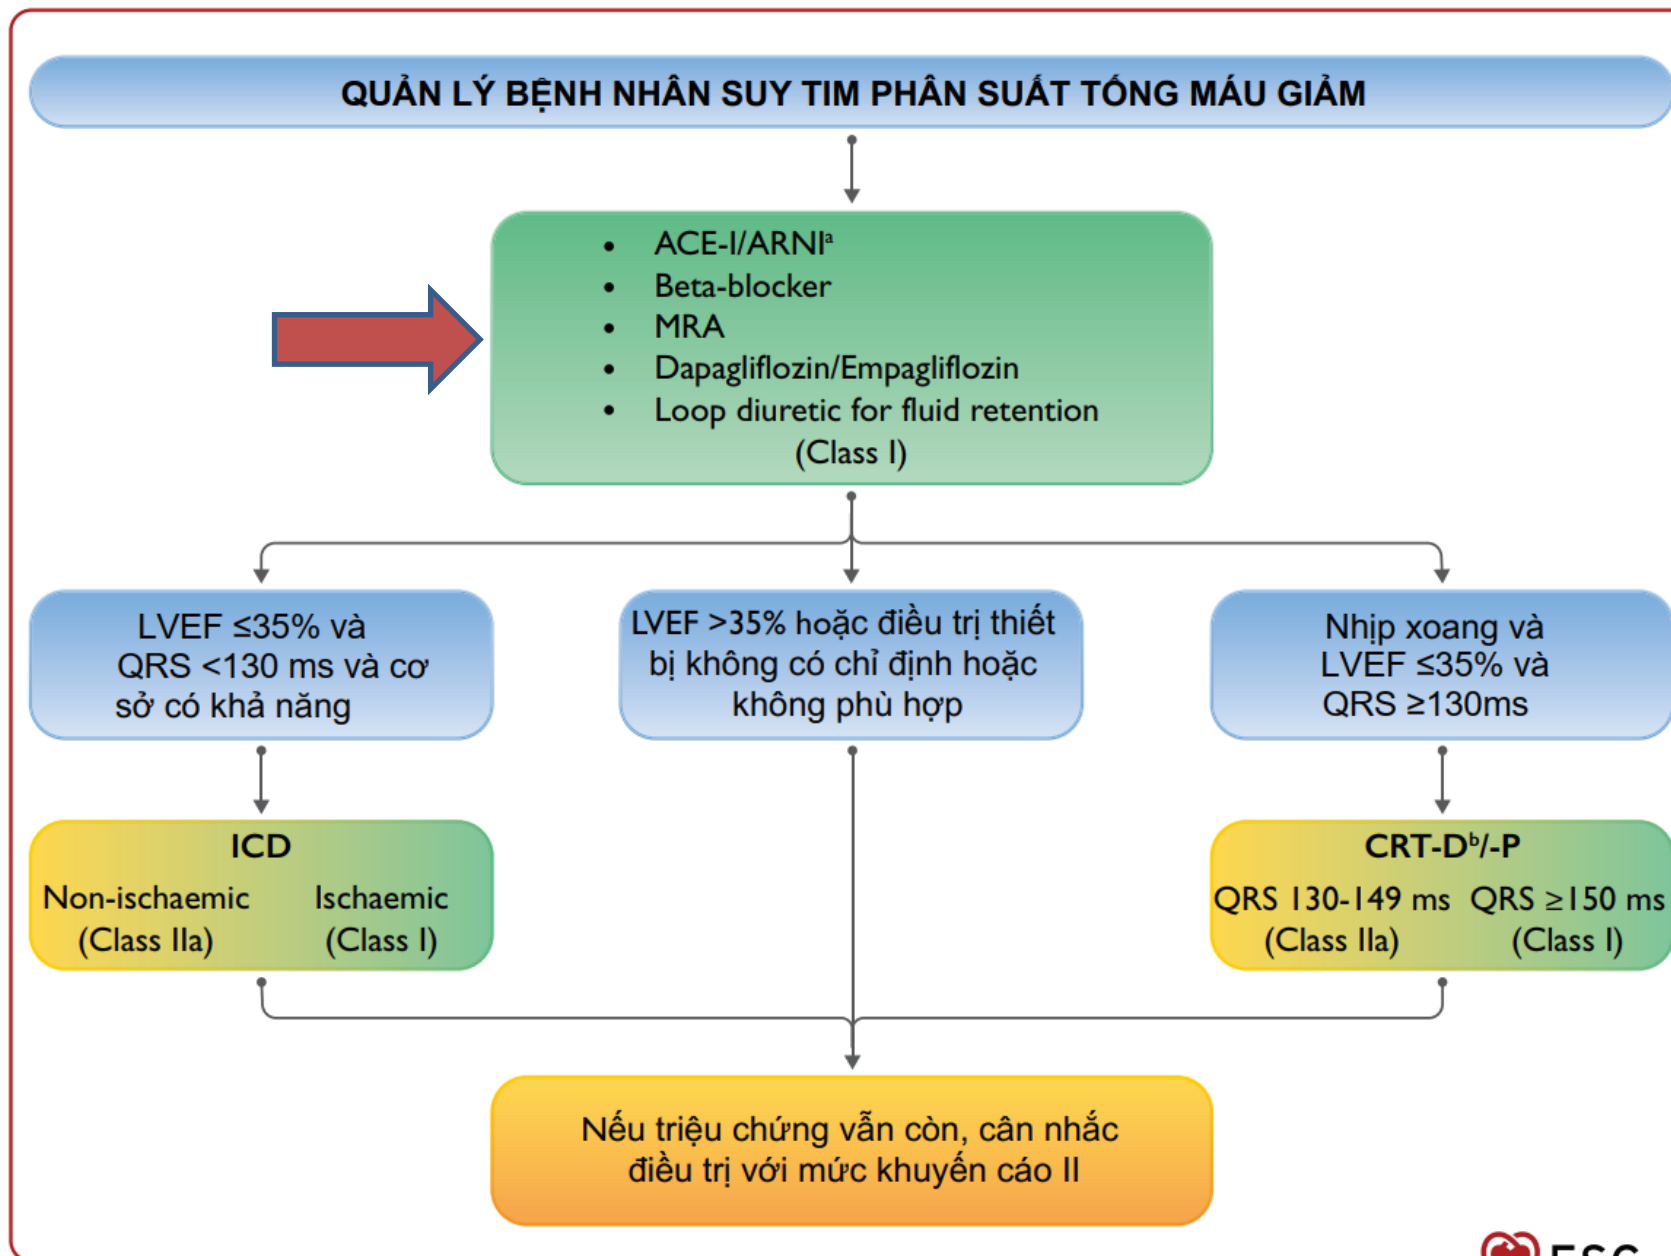 QUẢN LÝ BỆNH NHÂN SUY TIM PHÂN SUẤT TỐNG MÁU GIẢM
• ACE-I/ARNIᵃ
• Beta-blocker
• MRA
• Dapagliflozin/Empagliflozin
• Loop diuretic for fluid retention
(Class I)
LVEF ≤35% và
QRS <130 ms và cơ
sở có khả năng
LVEF >35% hoặc điều trị thiết
bị không có chỉ định hoặc
không phù hợp
Nhịp xoang và
LVEF ≤35% và
QRS ≥130ms
ICD
Non-ischaemic
(Class IIa)
Ischaemic
(Class I)
CRT-Dᵇ/-P
QRS 130-149 ms
(Class IIa)
QRS ≥150 ms
(Class I)
Nếu triệu chứng vẫn còn, cân nhắc
điều trị với mức khuyến cáo II
ESC